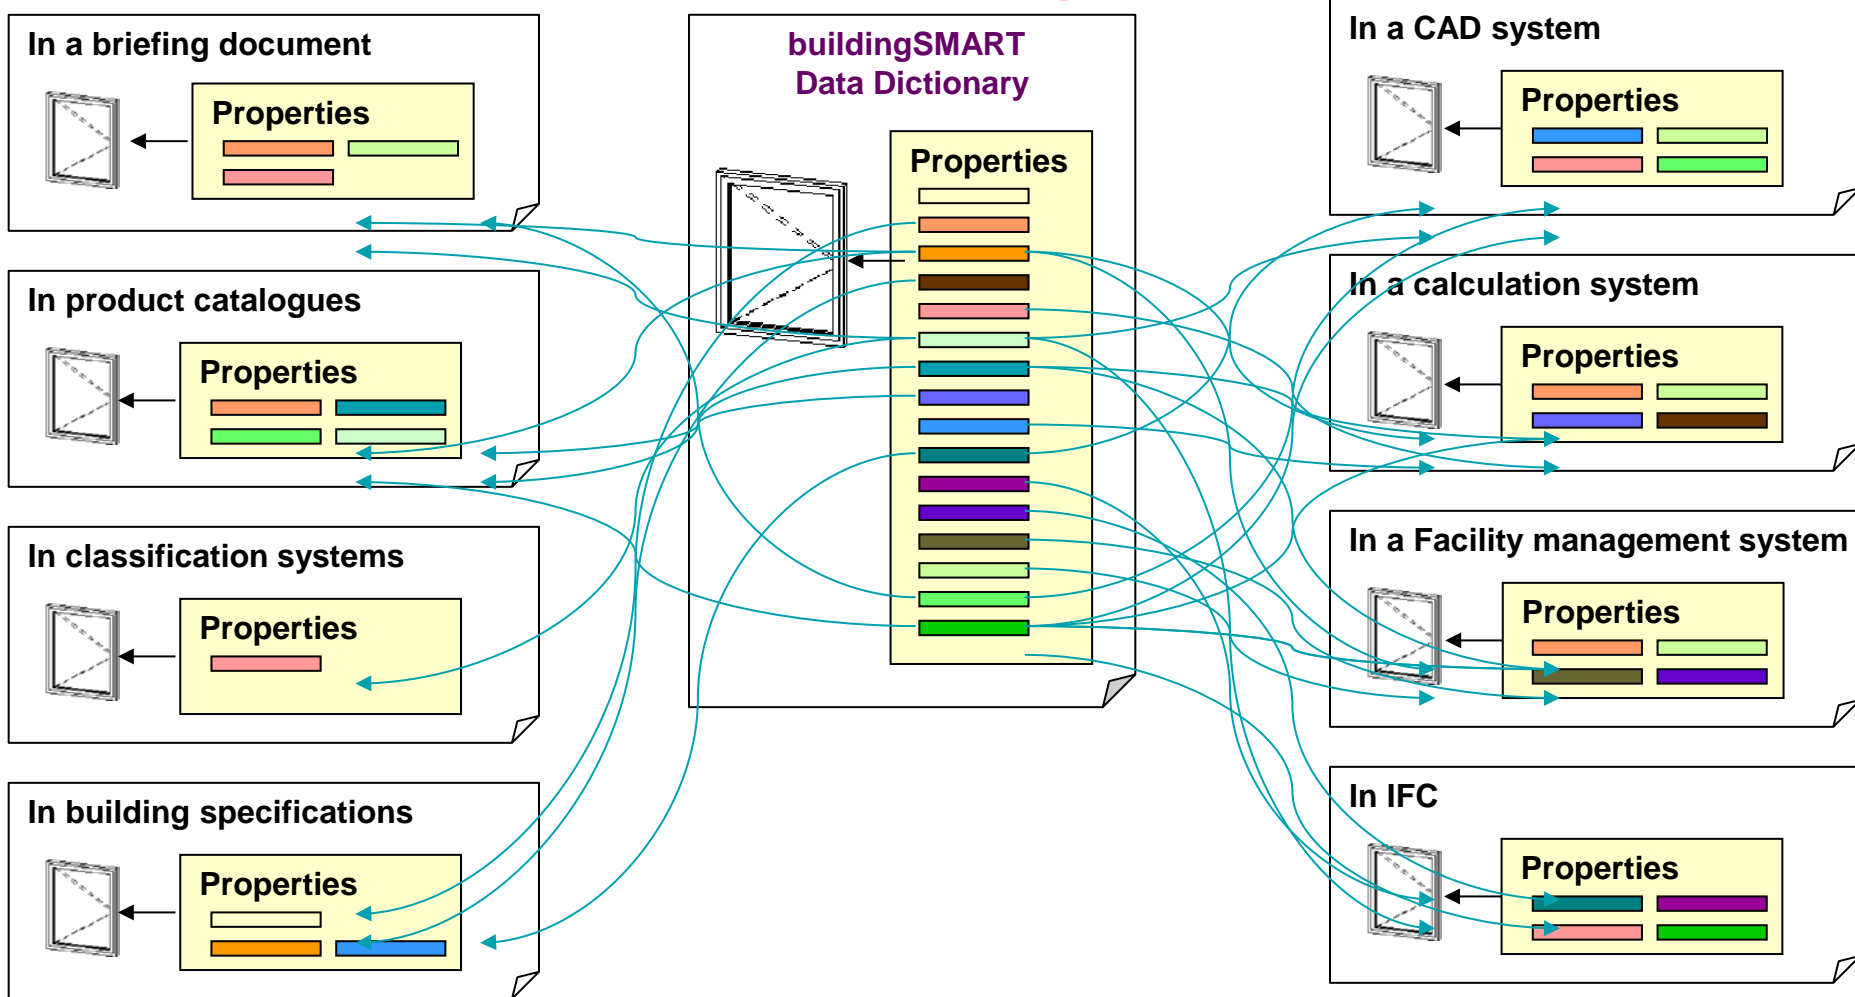 In a briefing document
Properties
In product catalogues
Properties
In classification systems
Properties
In building specifications
Properties
buildingSMART
Data Dictionary
Properties
In a CAD system
Properties
In a calculation system
Properties
In a Facility management system
Properties
In IFC
Properties